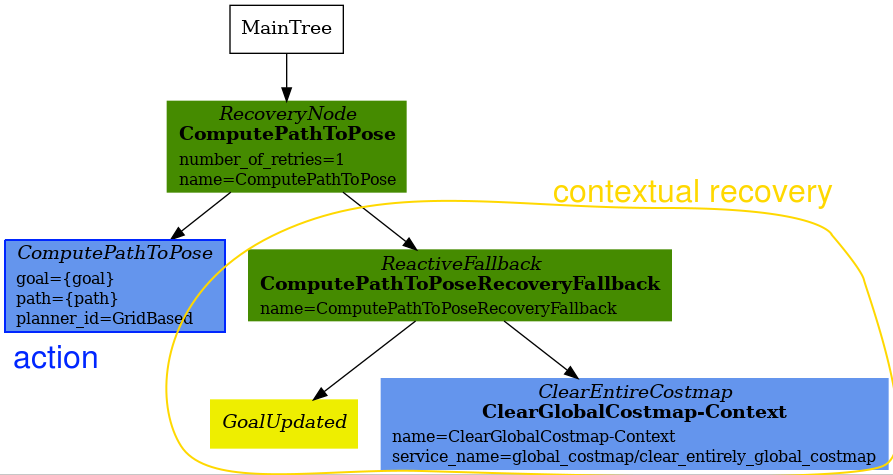 MainTree
RecoveryNode
ComputePathToPose
number_of_retries=1
name=ComputePathToPose
contextual recovery
ComputePathToPose
goal={goal}
path={path}
planner_id=GridBased
action
ReactiveFallback
ComputePathToPoseRecoveryFallback
name=ComputePathToPoseRecoveryFallback
GoalUpdated
ClearEntireCostmap
ClearGlobalCostmap-Context
name=ClearGlobalCostmap-Context
service_name=global_costmap/clear_entirely_global_costmap